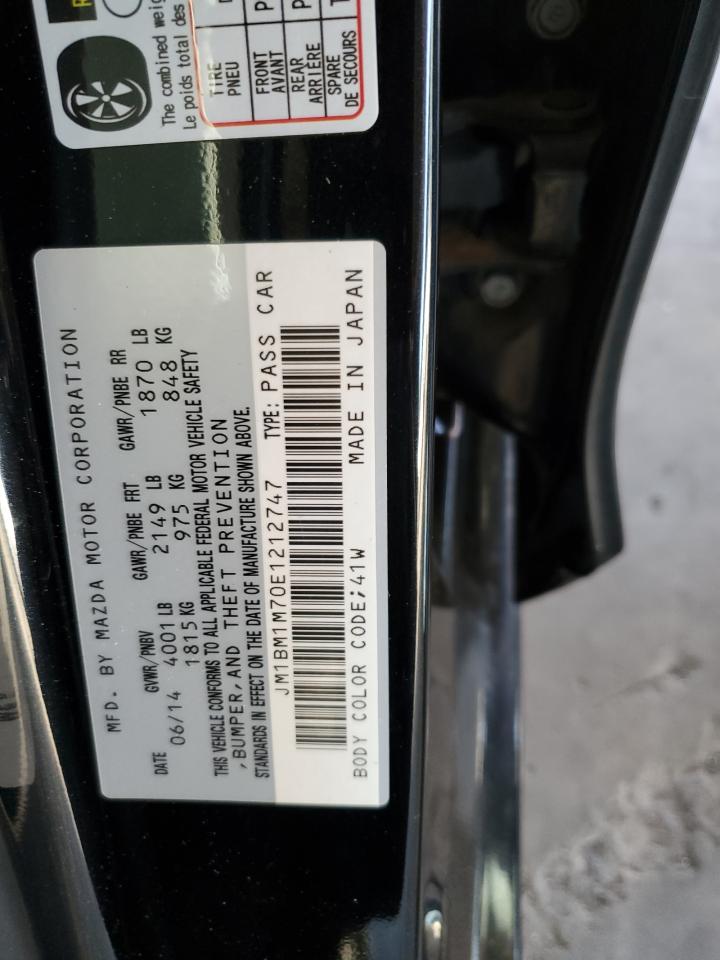 The combined weig
Le poids total des
TIRE
PNEU
FRONT
AVANT
P
REAR
ARRIÈRE
P
SPARE
DE SECOURS
T
MFD. BY MAZDA MOTOR CORPORATION
DATE GVWR/PNBV GAWR/PNBE FRT GAWR/PNBE RR
06/14 4001 LB 2149 LB 1870 LB
1815 KG 975 KG 848 KG
THIS VEHICLE CONFORMS TO ALL APPLICABLE FEDERAL MOTOR VEHICLE SAFETY
, BUMPER, AND THEFT PREVENTION
STANDARDS IN EFFECT ON THE DATE OF MANUFACTURE SHOWN ABOVE.
JM1BM1M70E1212747 TYPE: PASS CAR
BODY COLOR CODE;41W MADE IN JAPAN